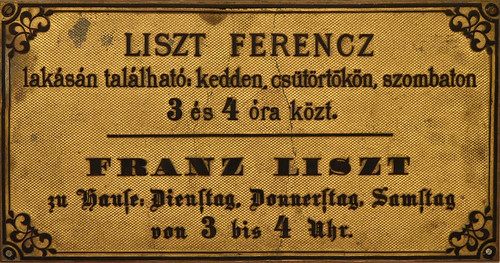 LISZT FERENCZ
lakásán található: kedden, csütörtökön, szombaton
3 és 4 óra közt.
FRANZ LISZT
zu Hauſe: Dienſtag, Donnerſtag, Samſtag
von 3 bis 4 Uhr.